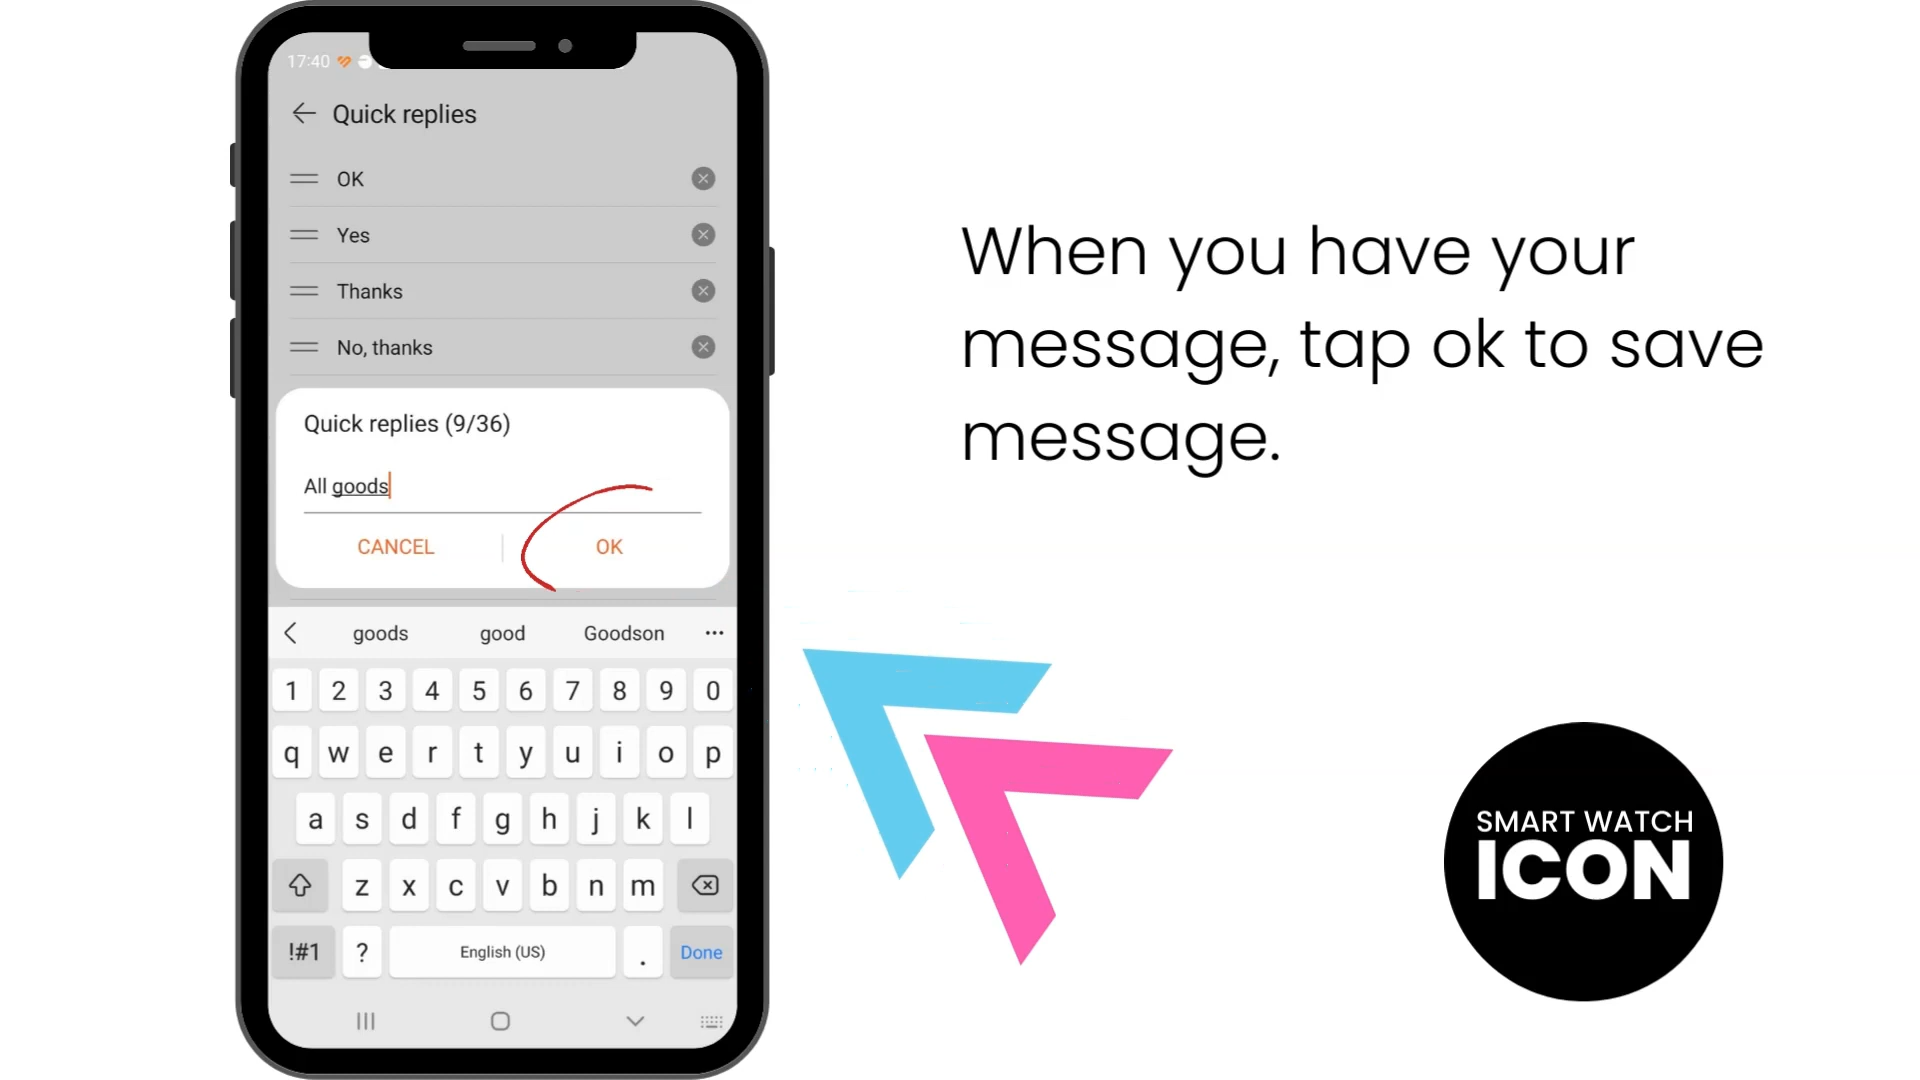 17:40
Quick replies
OK
Yes
Thanks
No, thanks
Quick replies (9/36)
All goods
CANCEL
OK
goods good Goodson
1 2 3 4 5 6 7 8 9 0
q w e r t y u i o p
a s d f g h j k l
z x c v b n m
!#1 ? English (US) . Done
When you have your
message, tap ok to save
message.
SMART WATCH
ICON